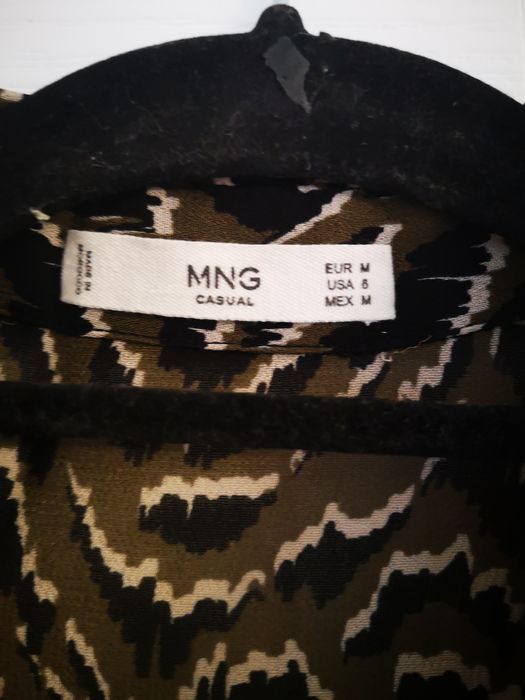 MADE IN
MOROCCO
MNG
CASUAL
EUR M
USA 6
MEX M